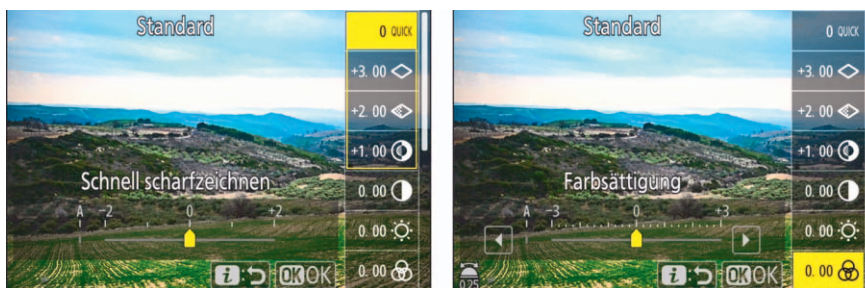 Standard
0 QUICK
+3. 00
+2. 00
+1. 00
Schnell scharfzeichnen
0. 00
A -2 0 +2
0. 00
i: OK OK
0. 00
Standard
0 QUICK
+3. 00
+2. 00
+1. 00
Farbsättigung
0. 00
A -3 0 +3
0. 00
0.25
i: OK OK
0. 00